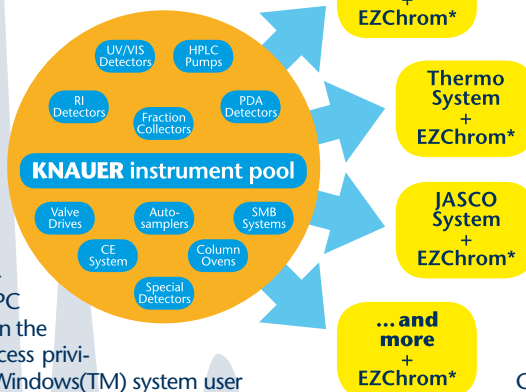 +
EZChrom*
UV/VIS
Detectors
HPLC
Pumps
RI
Detectors
Fraction
Collectors
PDA
Detectors
Thermo
System
+
EZChrom*
KNAUER instrument pool
Valve
Drives
Auto-
samplers
SMB
Systems
CE
System
Column
Ovens
Special
Detectors
JASCO
System
+
EZChrom*
PC
n the
cess privi-
Windows(TM) system user
...and
more
+
EZChrom*